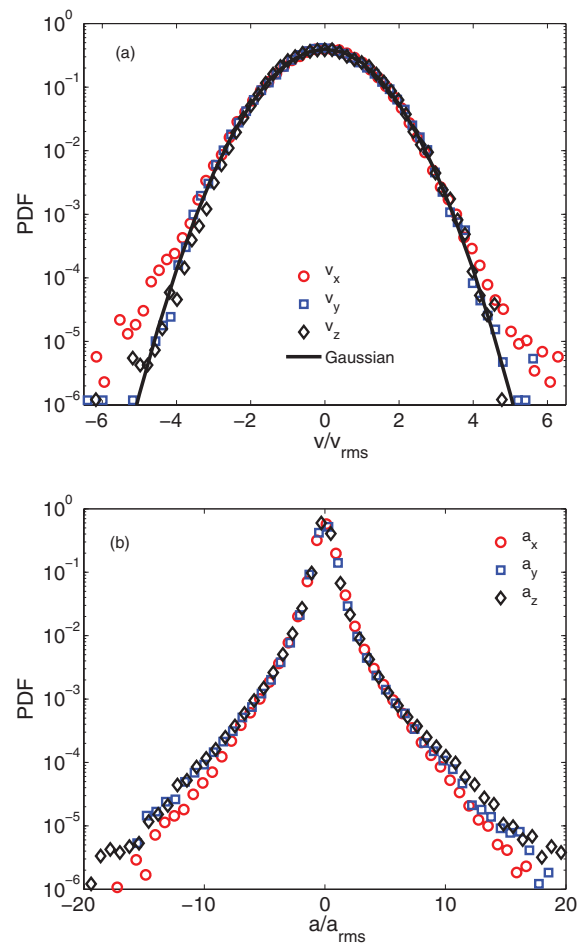 10^0
10^-1
10^-2
10^-3
10^-4
10^-5
10^-6
PDF
(a)
v_x
v_y
v_z
Gaussian
−6 −4 −2 0 2 4 6
v/v_rms
10^0
10^-1
10^-2
10^-3
10^-4
10^-5
10^-6
PDF
(b)
a_x
a_y
a_z
−20 −10 0 10 20
a/a_rms